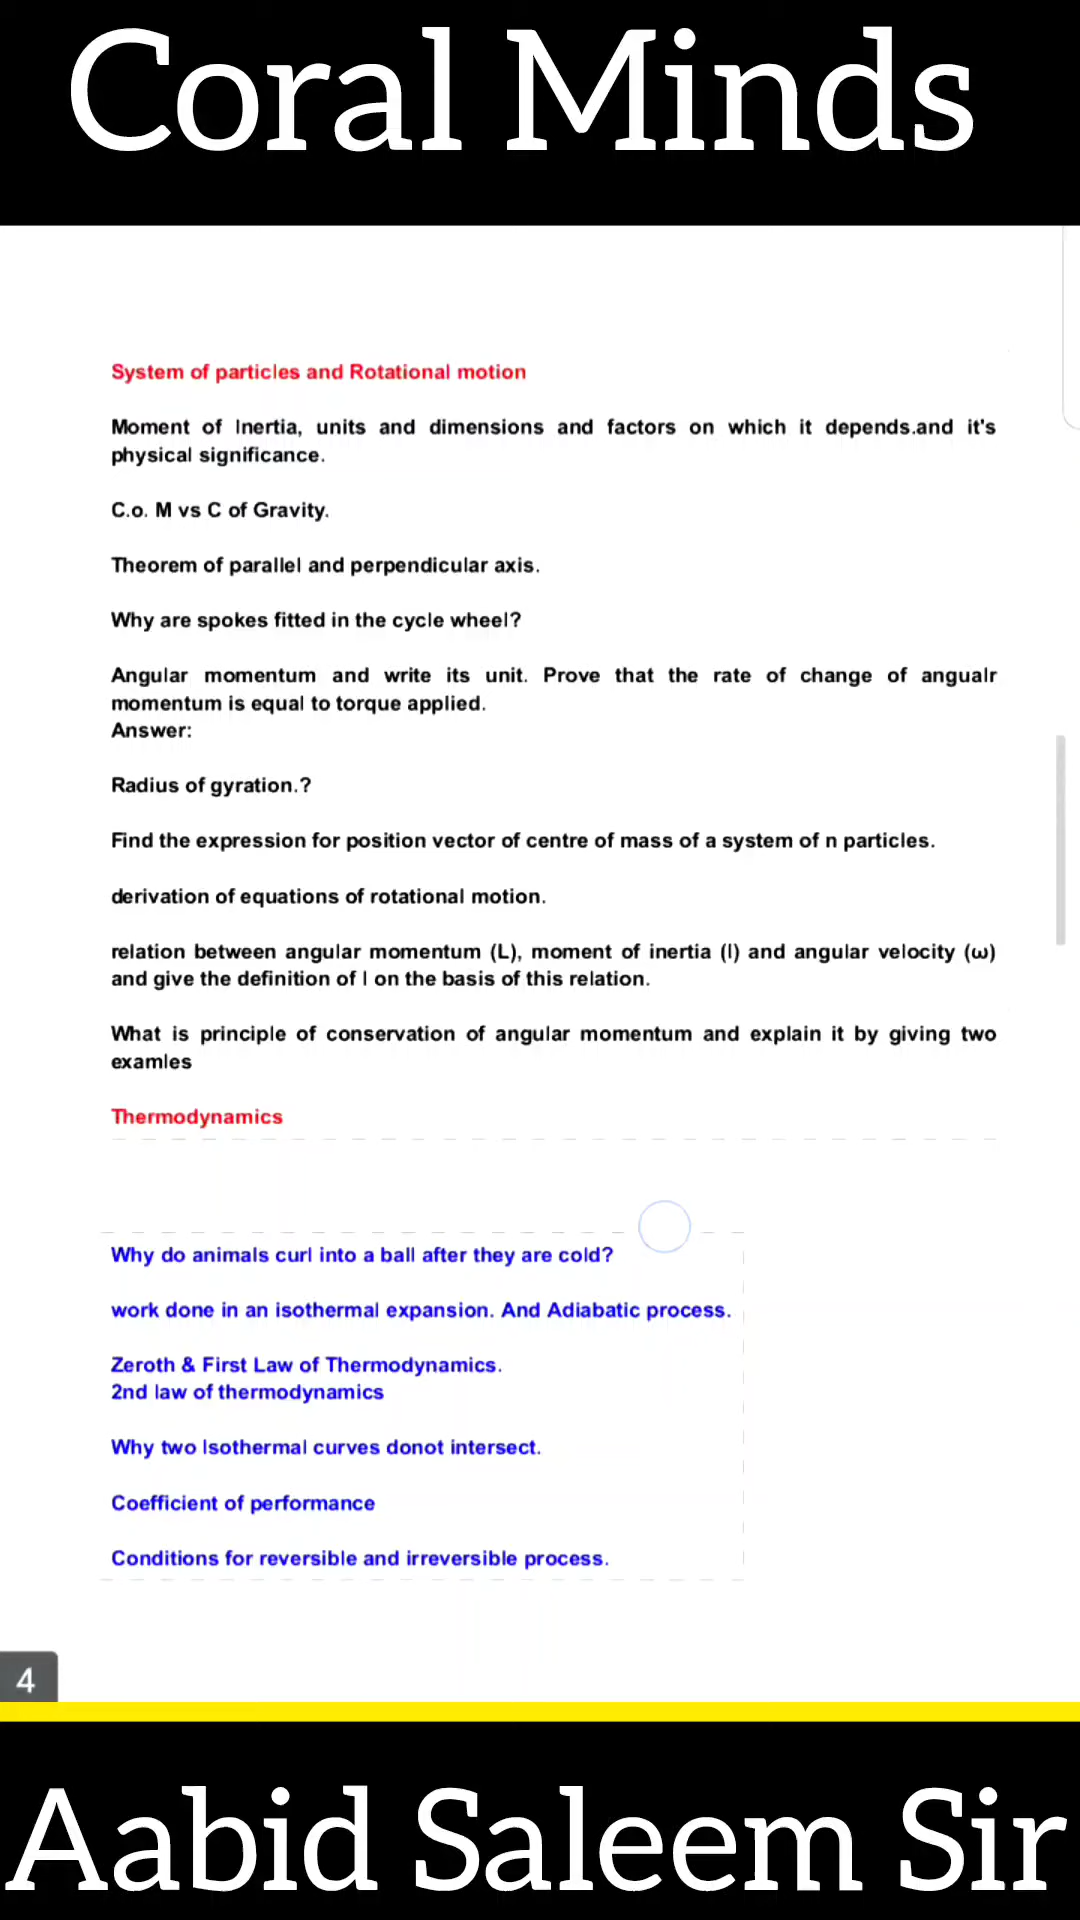 Coral Minds
System of particles and Rotational motion
Moment of Inertia, units and dimensions and factors on which it depends.and it's
physical significance.
C.o. M vs C of Gravity.
Theorem of parallel and perpendicular axis.
Why are spokes fitted in the cycle wheel?
Angular momentum and write its unit. Prove that the rate of change of angualr
momentum is equal to torque applied.
Answer:
Radius of gyration.?
Find the expression for position vector of centre of mass of a system of n particles.
derivation of equations of rotational motion.
relation between angular momentum (L), moment of inertia (I) and angular velocity (ω)
and give the definition of I on the basis of this relation.
What is principle of conservation of angular momentum and explain it by giving two
examles
Thermodynamics
Why do animals curl into a ball after they are cold?
work done in an isothermal expansion. And Adiabatic process.
Zeroth & First Law of Thermodynamics.
2nd law of thermodynamics
Why two Isothermal curves donot intersect.
Coefficient of performance
Conditions for reversible and irreversible process.
4
Aabid Saleem Sir